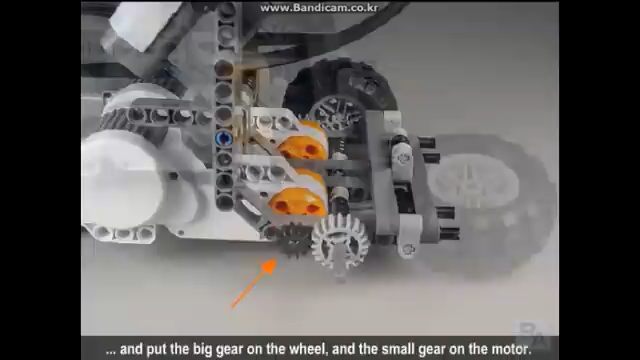 www.Bandicam.co.kr
... and put the big gear on the wheel, and the small gear on the motor.